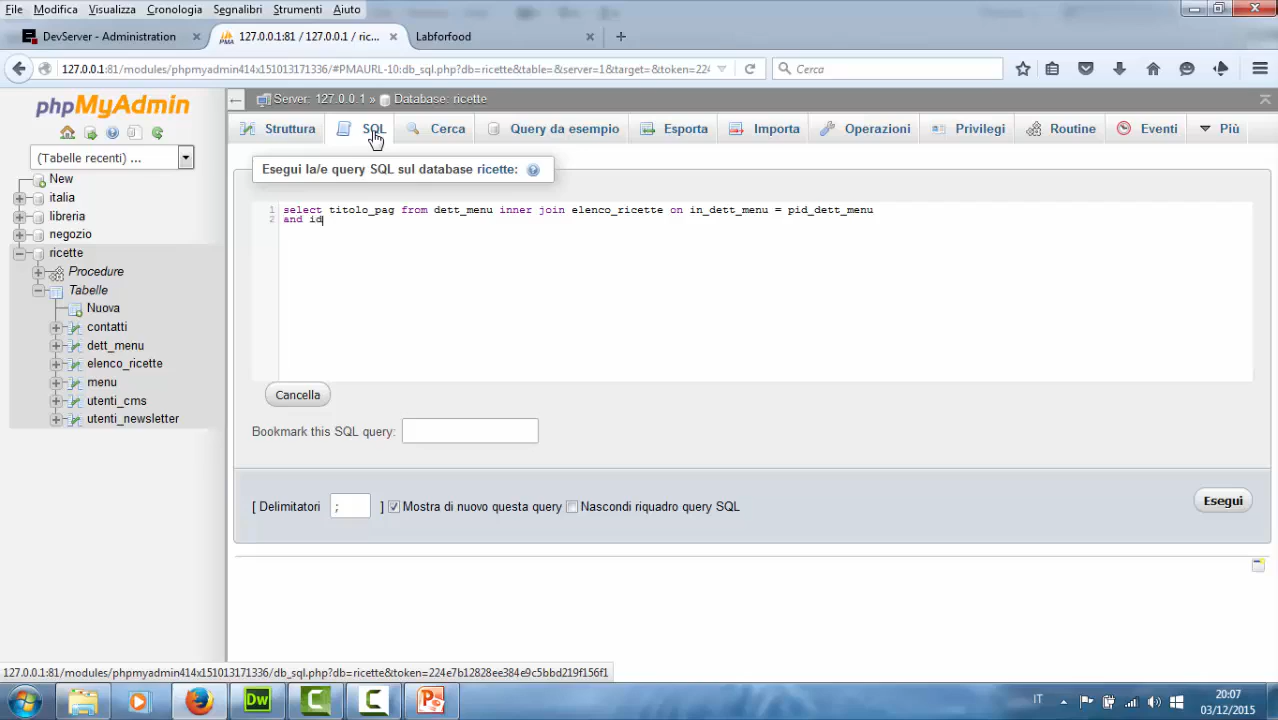 File Modifica Visualizza Cronologia Segnalibri Strumenti Aiuto
DevServer - Administration × PMA 127.0.0.1:81 / 127.0.0.1 / ric... × Labforfood × +
127.0.0.1:81/modules/phpmyadmin414x151013171336/#PMAURL-10:db_sql.php?db=ricette&table=&server=1&target=&token=224 Cerca
phpMyAdmin
Server: 127.0.0.1 » Database: ricette
Struttura SQL Cerca Query da esempio Esporta Importa Operazioni Privilegi Routine Eventi Più
(Tabelle recenti) ...
New
italia
libreria
negozio
ricette
Procedure
Tabelle
Nuova
contatti
dett_menu
elenco_ricette
menu
utenti_cms
utenti_newsletter
Esegui la/e query SQL sul database ricette:
1 select titolo_pag from dett_menu inner join elenco_ricette on in_dett_menu = pid_dett_menu
2 and id
Cancella
Bookmark this SQL query:
[ Delimitatori ; ] Mostra di nuovo questa query Nascondi riquadro query SQL
Esegui
127.0.0.1:81/modules/phpmyadmin414x151013171336/db_sql.php?db=ricette&token=224e7b12828ee384e9c5bbd219f156f1
Dw IT 20:07
03/12/2015